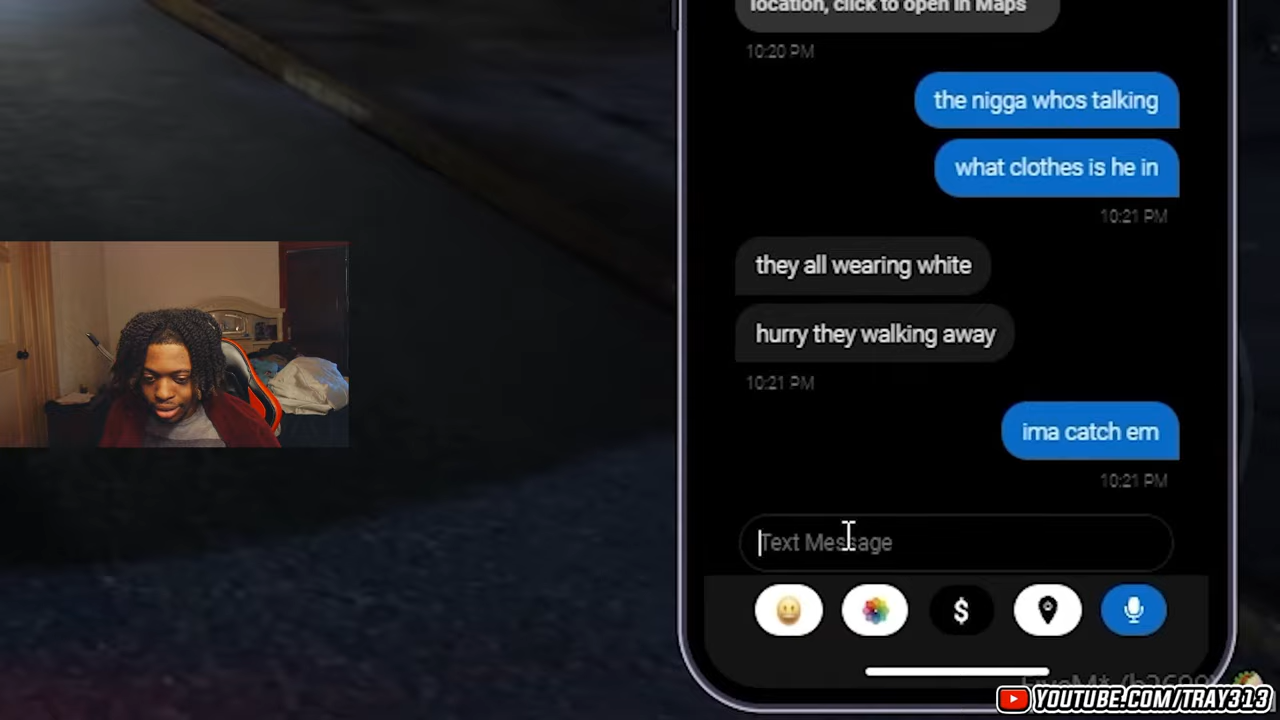 location, click to open in Maps
10:20 PM
the nigga whos talking
what clothes is he in
10:21 PM
they all wearing white
hurry they walking away
10:21 PM
ima catch em
10:21 PM
Text Message
$
YOUTUBE.COM/TRAY313